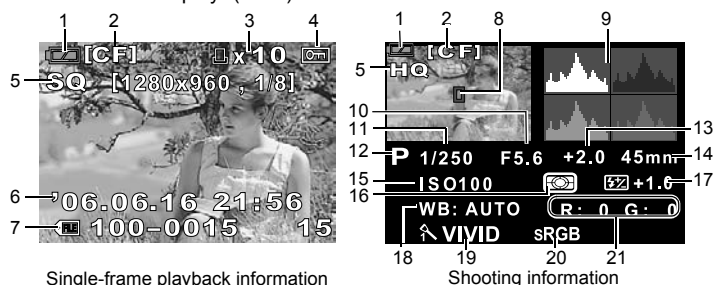 1 2 3 4
[CF] x10
5 SQ [1280x960 , 1/8]
6 '06.06.16 21:56
7 FILE 100-0015 15
Single-frame playback information
1 2 8 9
[CF]
5 HQ
10
11 13
12 P 1/250 F5.6 +2.0 45mm 14
15 ISO100 +1.0 17
16
WB: AUTO R: 0 G: 0
18 VIVID sRGB
19 20 21
Shooting information